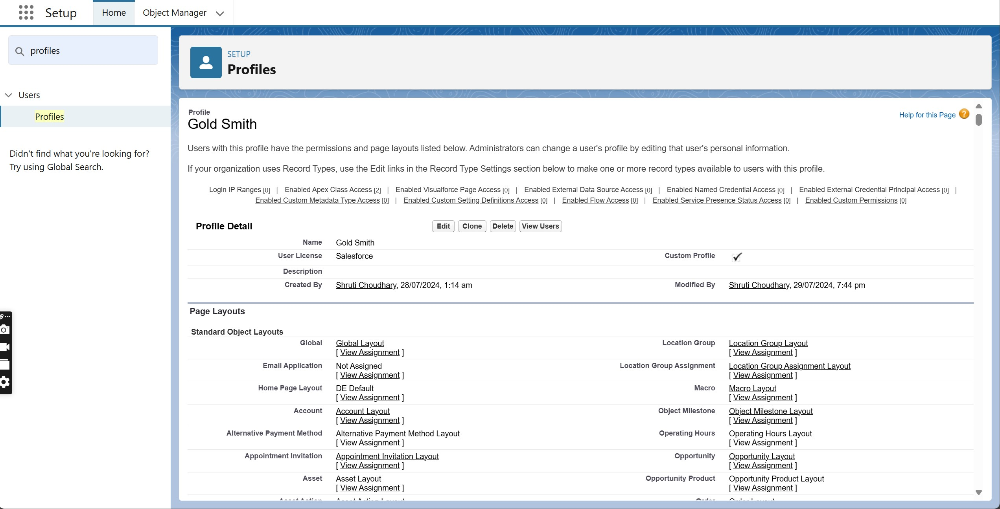 Setup
Home
Object Manager
profiles
Users
Profiles
Didn't find what you're looking for?
Try using Global Search.
SETUP
Profiles
Profile
Gold Smith
Help for this Page ?
Users with this profile have the permissions and page layouts listed below. Administrators can change a user's profile by editing that user's personal information.
If your organization uses Record Types, use the Edit links in the Record Type Settings section below to make one or more record types available to users with this profile.
Login IP Ranges [0] | Enabled Apex Class Access [2] | Enabled Visualforce Page Access [0] | Enabled External Data Source Access [0] | Enabled Named Credential Access [0] | Enabled External Credential Principal Access [0] |
Enabled Custom Metadata Type Access [0] | Enabled Custom Setting Definitions Access [0] | Enabled Flow Access [0] | Enabled Service Presence Status Access [0] | Enabled Custom Permissions [0]
Profile Detail Edit Clone Delete View Users
Name Gold Smith
User License Salesforce Custom Profile
Description
Created By Shruti Choudhary, 28/07/2024, 1:14 am Modified By Shruti Choudhary, 29/07/2024, 7:44 pm
Page Layouts
Standard Object Layouts
Global Global Layout Location Group Location Group Layout
[ View Assignment ] [ View Assignment ]
Email Application Not Assigned Location Group Assignment Location Group Assignment Layout
[ View Assignment ] [ View Assignment ]
Home Page Layout DE Default Macro Macro Layout
[ View Assignment ] [ View Assignment ]
Account Account Layout Object Milestone Object Milestone Layout
[ View Assignment ] [ View Assignment ]
Alternative Payment Method Alternative Payment Method Layout Operating Hours Operating Hours Layout
[ View Assignment ] [ View Assignment ]
Appointment Invitation Appointment Invitation Layout Opportunity Opportunity Layout
[ View Assignment ] [ View Assignment ]
Asset Asset Layout Opportunity Product Opportunity Product Layout
[ View Assignment ] [ View Assignment ]
Asset Action Asset Action Layout Order Order Layout